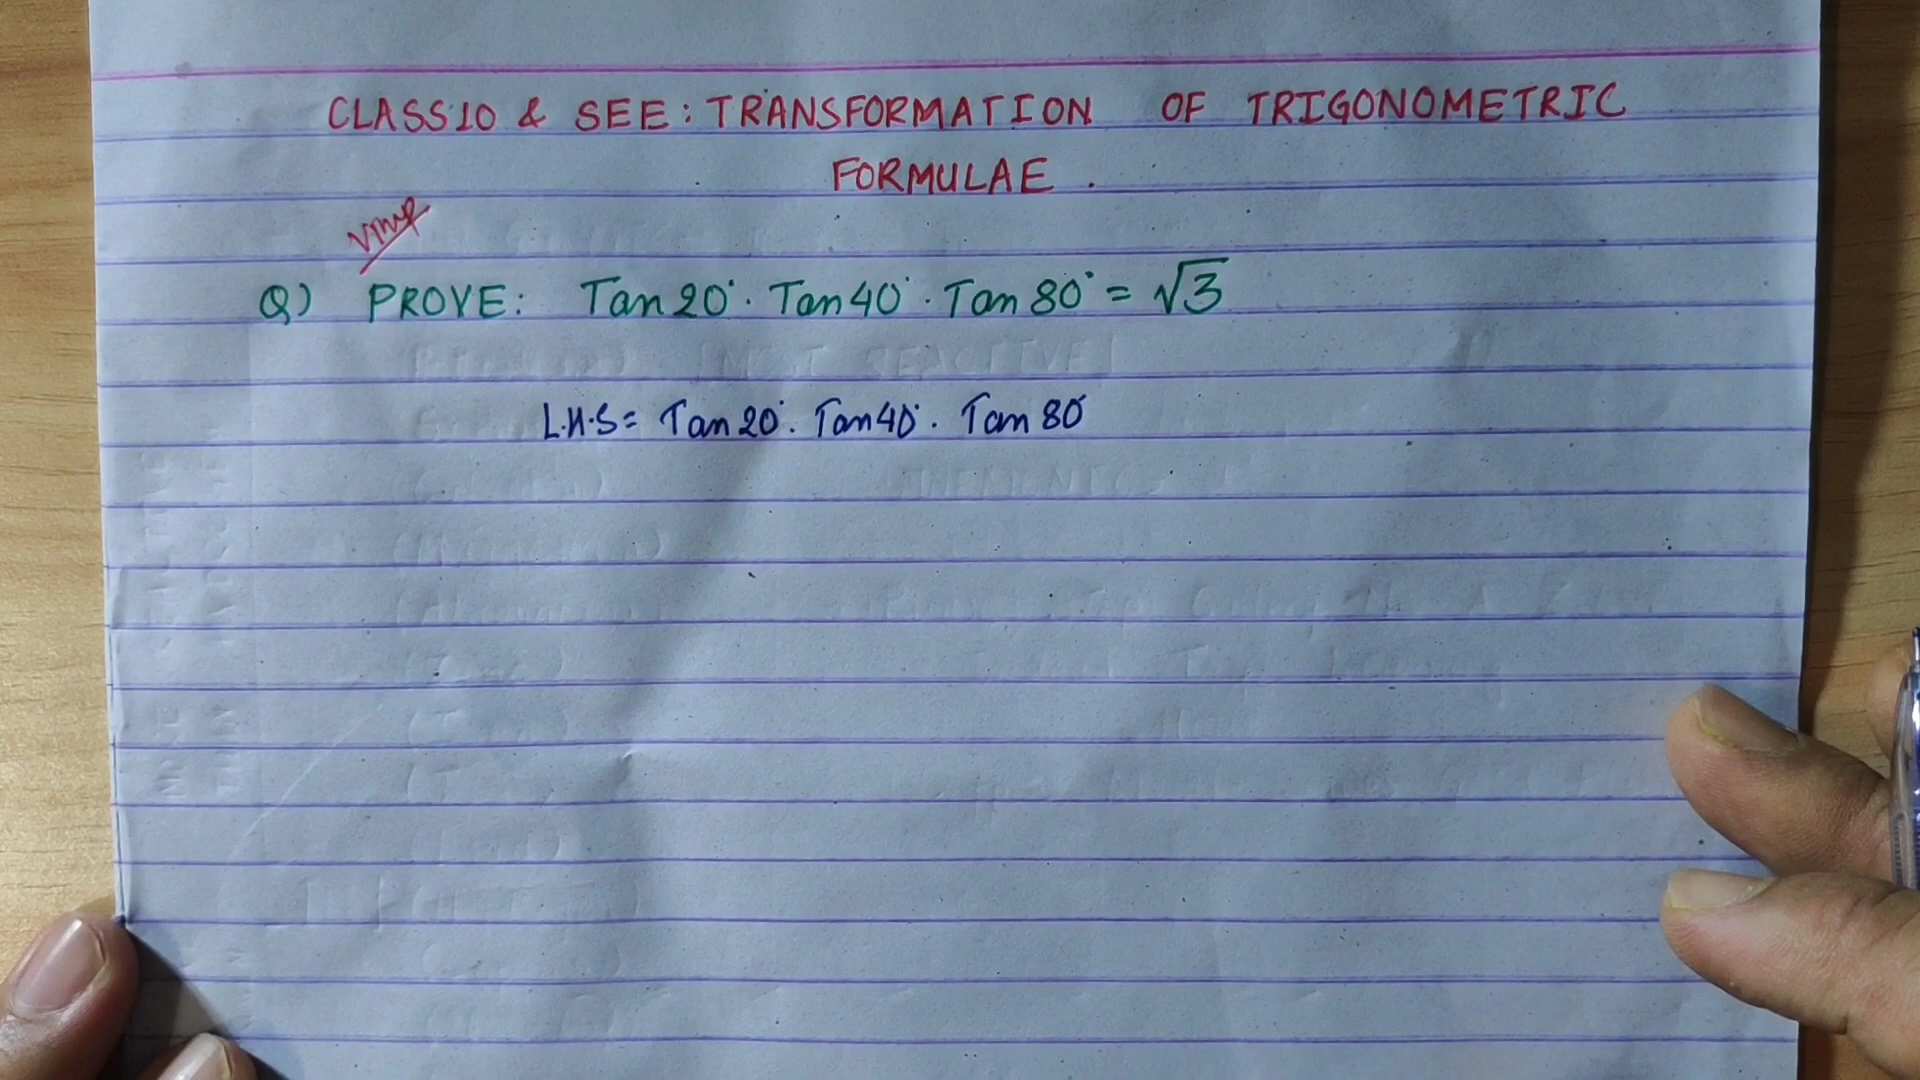 CLASS 10 & SEE : TRANSFORMATION OF TRIGONOMETRIC
FORMULAE .
VImp
Q) PROVE: Tan 20° . Tan 40° . Tan 80° = √3
L.H.S = Tan 20° . Tan 40° . Tan 80°